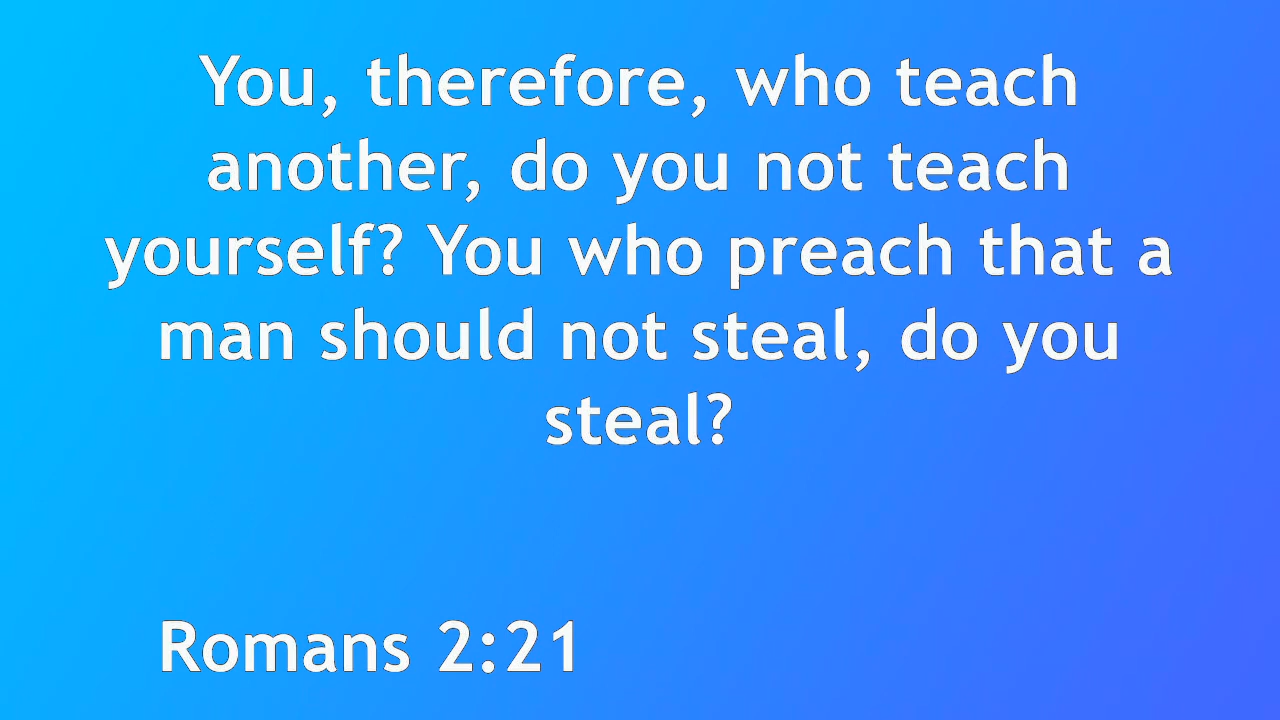 You, therefore, who teach
another, do you not teach
yourself? You who preach that a
man should not steal, do you
steal?
Romans 2:21